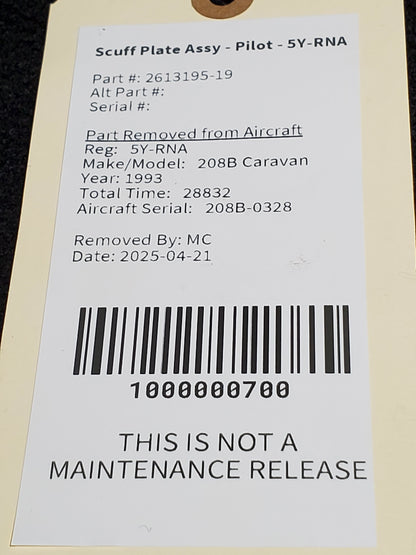 Scuff Plate Assy - Pilot - 5Y-RNA
Part #: 2613195-19
Alt Part #:
Serial #:
Part Removed from Aircraft
Reg: 5Y-RNA
Make/Model: 208B Caravan
Year: 1993
Total Time: 28832
Aircraft Serial: 208B-0328
Removed By: MC
Date: 2025-04-21
1000000700
THIS IS NOT A
MAINTENANCE RELEASE